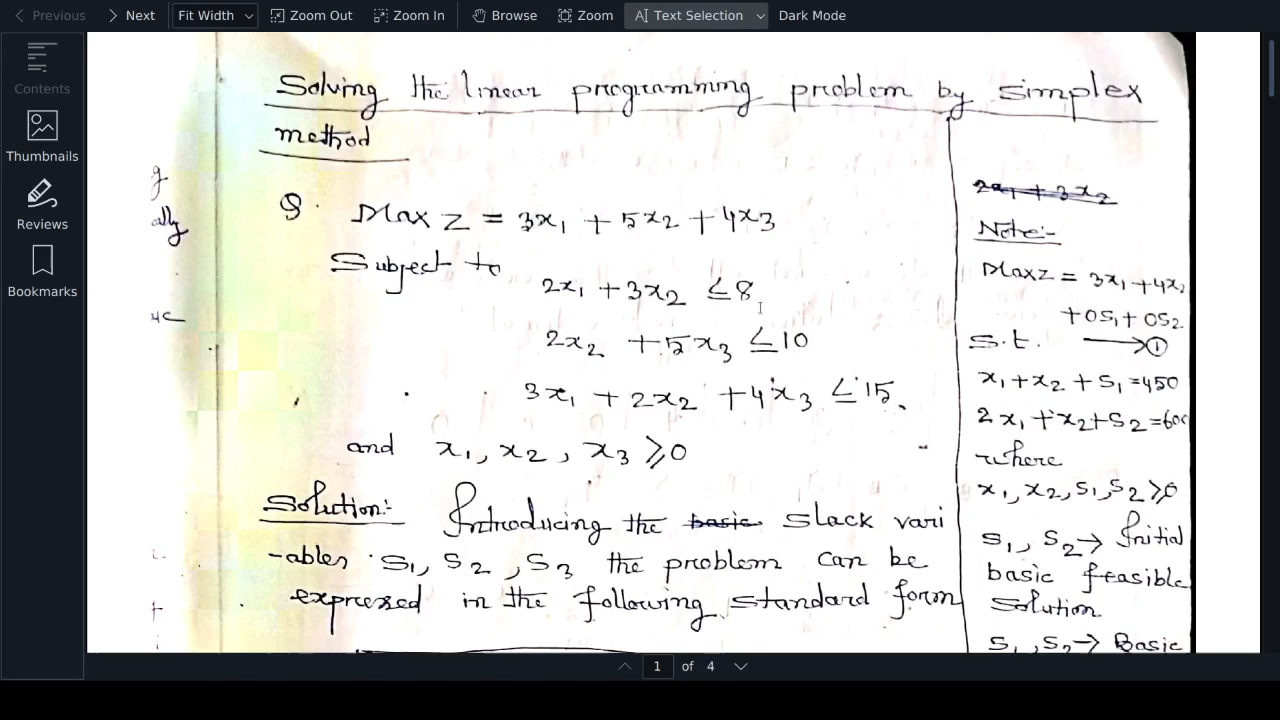 Previous Next Fit Width Zoom Out Zoom In Browse Zoom Text Selection Dark Mode
Contents
Thumbnails
Reviews
Bookmarks
Solving the linear programming problem by simplex
method
Q. Max Z = 3x₁ + 5x₂ + 4x₃
Subject to
2x₁ + 3x₂ ≤ 8
2x₂ + 5x₃ ≤ 10
3x₁ + 2x₂ + 4x₃ ≤ 15.
and x₁, x₂, x₃ ≥ 0
Solution:- Introducing the basic slack vari
-ables s₁, s₂, s₃ the problem can be
expressed in the following standard form
2x₁ + 3x₂
Note:-
Max Z = 3x₁ + 4x₂
+ 0s₁ + 0s₂
s.t. → ①
x₁ + x₂ + s₁ = 450
2x₁ + x₂ + s₂ = 600
where
x₁, x₂, s₁, s₂ ≥ 0
s₁, s₂ → Initial
basic feasible
solution
s₁, s₂ → Basic
g
ally
1 of 4